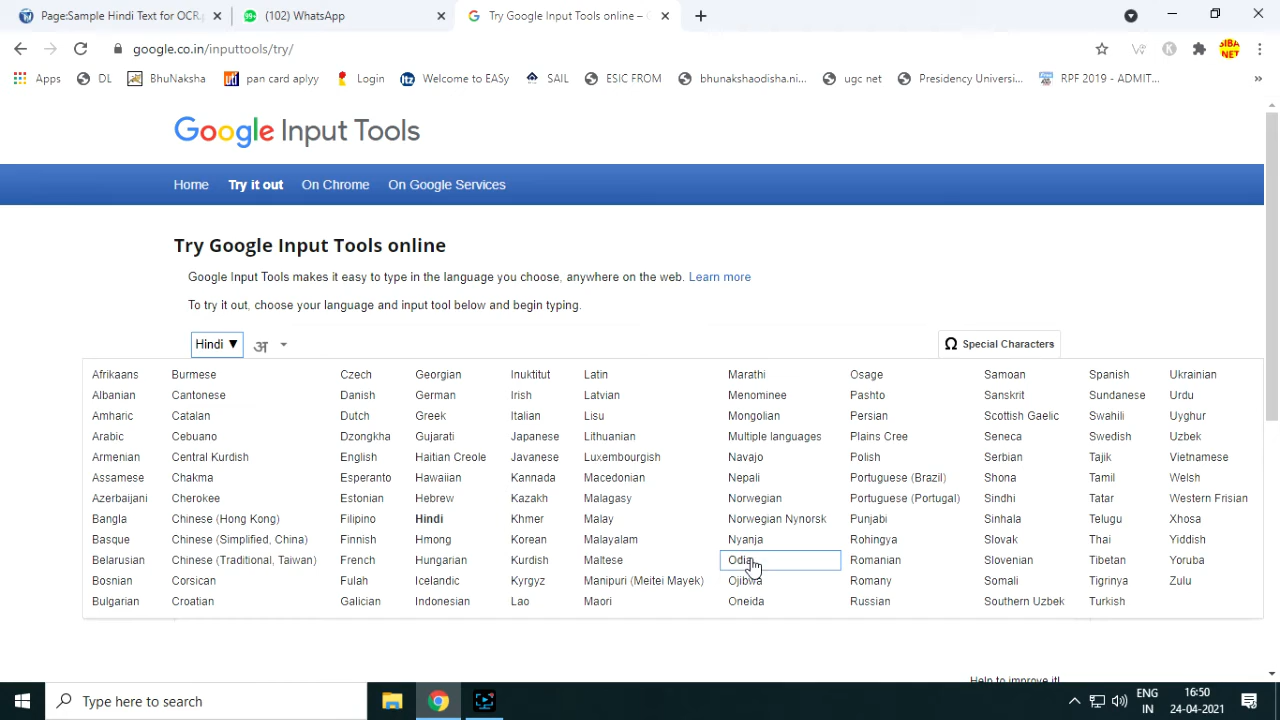 Page:Sample Hindi Text for OCR.p
(102) WhatsApp
Try Google Input Tools online – G
google.co.in/inputtools/try/
SIBA NET
Apps
DL
BhuNaksha
pan card aplyy
Login
Welcome to EASy
SAIL
ESIC FROM
bhunakshaodisha.ni...
ugc net
Presidency Universi...
RPF 2019 - ADMIT...
Google Input Tools
Home Try it out On Chrome On Google Services
Try Google Input Tools online
Google Input Tools makes it easy to type in the language you choose, anywhere on the web. Learn more
To try it out, choose your language and input tool below and begin typing.
Hindi ▼ अ Ω Special Characters
Afrikaans Burmese Czech Georgian Inuktitut Latin Marathi Osage Samoan Spanish Ukrainian
Albanian Cantonese Danish German Irish Latvian Menominee Pashto Sanskrit Sundanese Urdu
Amharic Catalan Dutch Greek Italian Lisu Mongolian Persian Scottish Gaelic Swahili Uyghur
Arabic Cebuano Dzongkha Gujarati Japanese Lithuanian Multiple languages Plains Cree Seneca Swedish Uzbek
Armenian Central Kurdish English Haitian Creole Javanese Luxembourgish Navajo Polish Serbian Tajik Vietnamese
Assamese Chakma Esperanto Hawaiian Kannada Macedonian Nepali Portuguese (Brazil) Shona Tamil Welsh
Azerbaijani Cherokee Estonian Hebrew Kazakh Malagasy Norwegian Portuguese (Portugal) Sindhi Tatar Western Frisian
Bangla Chinese (Hong Kong) Filipino Hindi Khmer Malay Norwegian Nynorsk Punjabi Sinhala Telugu Xhosa
Basque Chinese (Simplified, China) Finnish Hmong Korean Malayalam Nyanja Rohingya Slovak Thai Yiddish
Belarusian Chinese (Traditional, Taiwan) French Hungarian Kurdish Maltese Odia Romanian Slovenian Tibetan Yoruba
Bosnian Corsican Fulah Icelandic Kyrgyz Manipuri (Meitei Mayek) Ojibwa Romany Somali Tigrinya Zulu
Bulgarian Croatian Galician Indonesian Lao Maori Oneida Russian Southern Uzbek Turkish
Help to improve it!
Type here to search
ENG
IN
16:50
24-04-2021